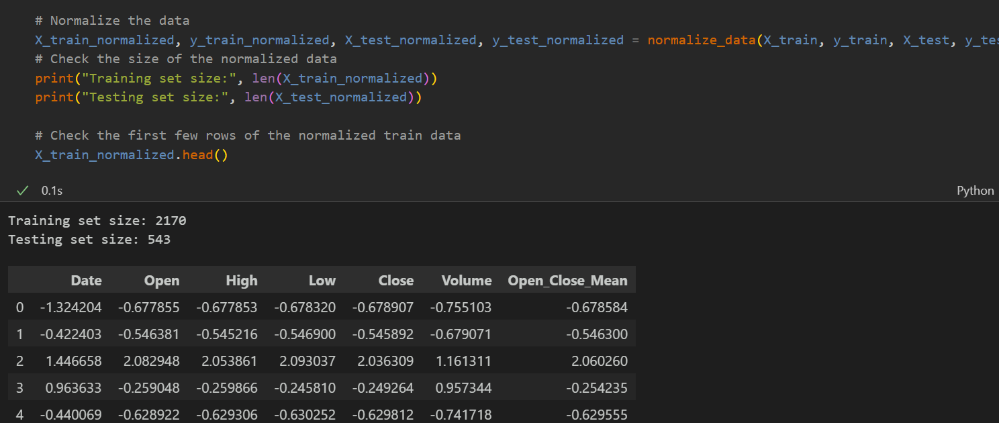 # Normalize the data
X_train_normalized, y_train_normalized, X_test_normalized, y_test_normalized = normalize_data(X_train, y_train, X_test, y_tes
# Check the size of the normalized data
print("Training set size:", len(X_train_normalized))
print("Testing set size:", len(X_test_normalized))
# Check the first few rows of the normalized train data
X_train_normalized.head()
0.1s Python
Training set size: 2170
Testing set size: 543
Date Open High Low Close Volume Open_Close_Mean
0 -1.324204 -0.677855 -0.677853 -0.678320 -0.678907 -0.755103 -0.678584
1 -0.422403 -0.546381 -0.545216 -0.546900 -0.545892 -0.679071 -0.546300
2 1.446658 2.082948 2.053861 2.093037 2.036309 1.161311 2.060260
3 0.963633 -0.259048 -0.259866 -0.245810 -0.249264 0.957344 -0.254235
4 -0.440069 -0.628922 -0.629306 -0.630252 -0.629812 -0.741718 -0.629555